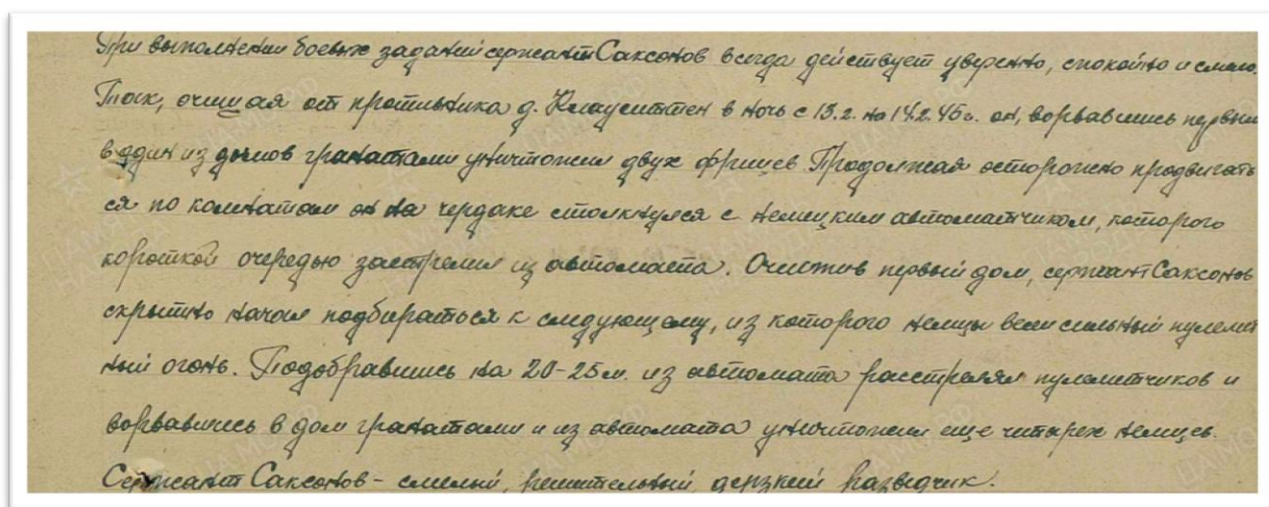 При выполнении боевых заданий сержант Саксонов всегда действует уверенно, спокойно и смело.
Так, очищая от противника д. Клауситтен в ночь с 13.2. на 14.2.45г. он, ворвавшись первым
в один из домов гранатами уничтожил двух фрицев. Продолжая осторожно продвигать
ся по комнатам он на чердаке столкнулся с немецким автоматчиком, которого
короткой очередью застрелил из автомата. Очистив первый дом, сержант Саксонов
скрытно начал подбираться к следующему, из которого немцы вели сильный пулемет
ный огонь. Подобравшись на 20-25м. из автомата расстрелял пулеметчиков и
ворвавшись в дом гранатами и из автомата уничтожил еще четырех немцев.
Сержант Саксонов - смелый, решительный, дерзкий разведчик.